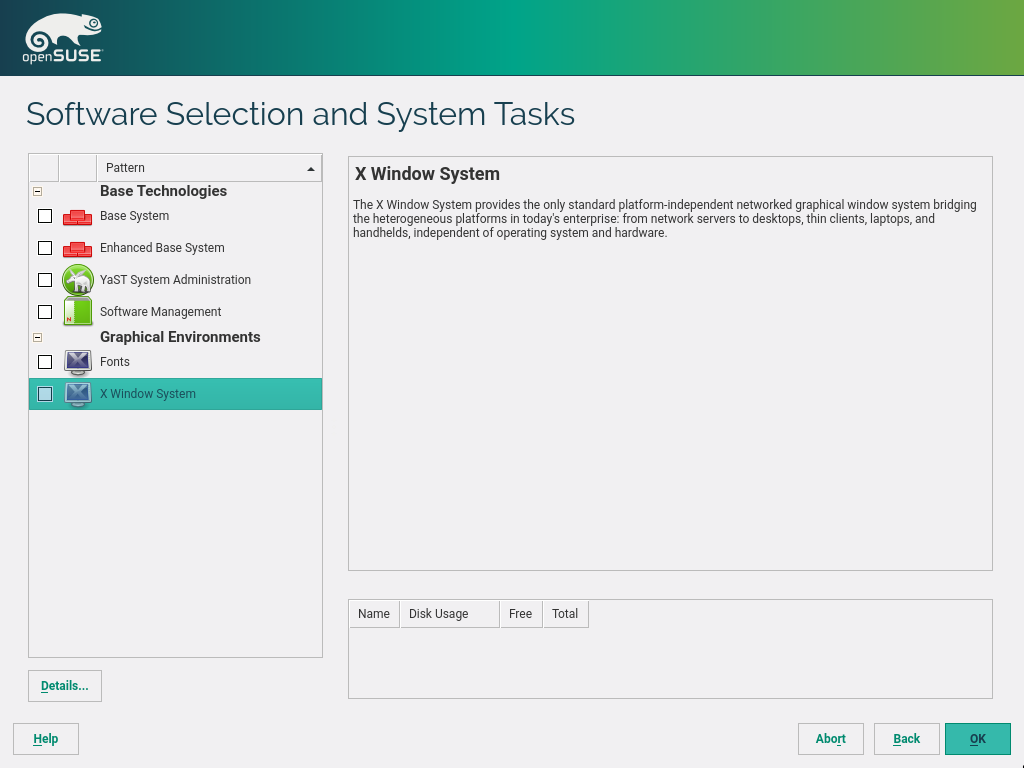 openSUSE
Software Selection and System Tasks
Pattern
Base Technologies
Base System
Enhanced Base System
YaST System Administration
Software Management
Graphical Environments
Fonts
X Window System
X Window System
The X Window System provides the only standard platform-independent networked graphical window system bridging
the heterogeneous platforms in today's enterprise: from network servers to desktops, thin clients, laptops, and
handhelds, independent of operating system and hardware.
Name Disk Usage Free Total
Details...
Help Abort Back OK